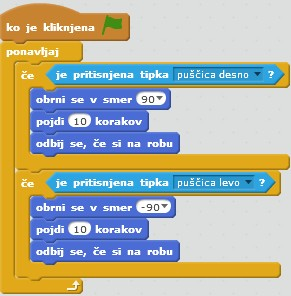 ko je kliknjena
ponavljaj
če je pritisnjena tipka puščica desno ?
obrni se v smer 90
pojdi 10 korakov
odbij se, če si na robu
če je pritisnjena tipka puščica levo ?
obrni se v smer -90
pojdi 10 korakov
odbij se, če si na robu